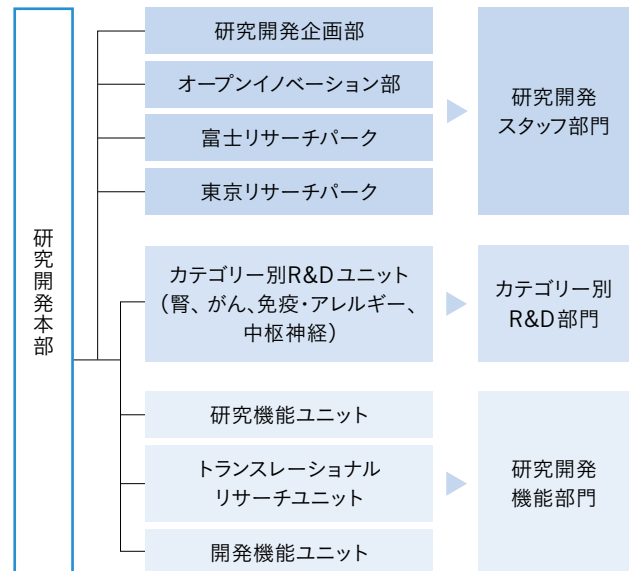 研究開発本部
研究開発企画部
オープンイノベーション部
富士リサーチパーク
東京リサーチパーク
研究開発
スタッフ部門
カテゴリー別R&Dユニット
（腎、がん、免疫・アレルギー、
中枢神経）
カテゴリー別
R&D部門
研究機能ユニット
トランスレーショナル
リサーチユニット
開発機能ユニット
研究開発
機能部門